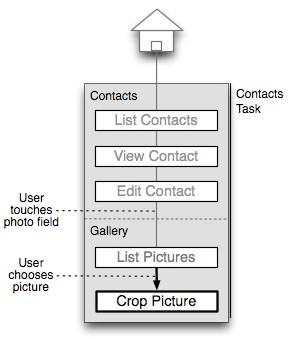 Contacts
Contacts
Task
List Contacts
View Contact
Edit Contact
User
touches
photo field
Gallery
List Pictures
User
chooses
picture
Crop Picture